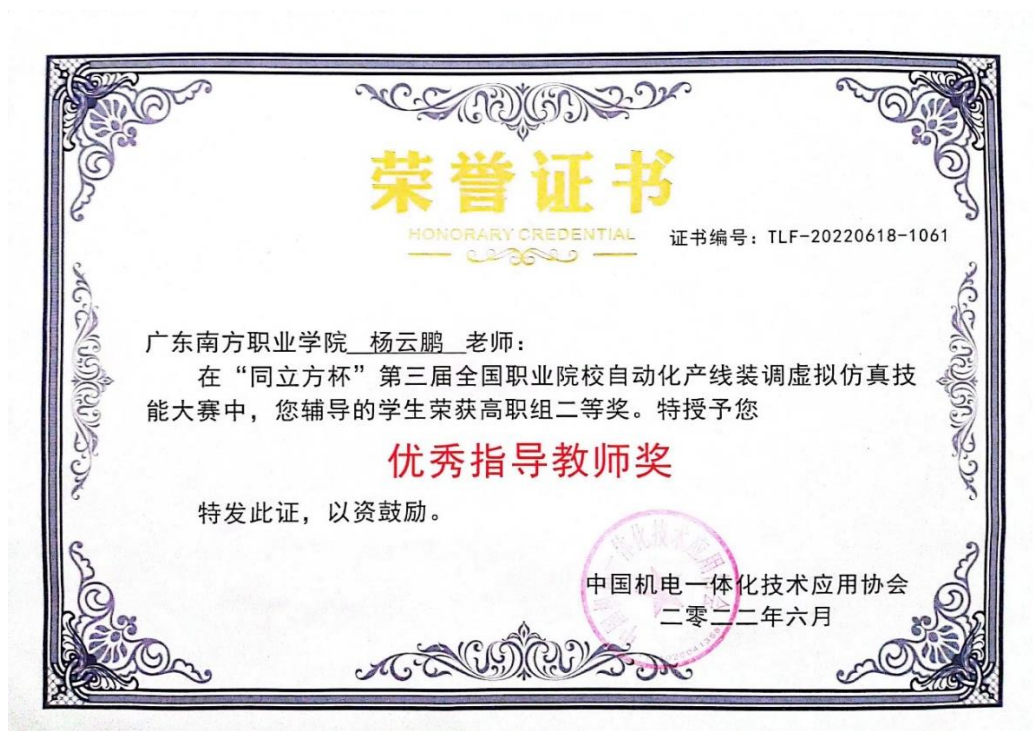 荣誉证书
HONORARY CREDENTIAL
证书编号：TLF-20220618-1061
广东南方职业学院 杨云鹏 老师：
在“同立方杯”第三届全国职业院校自动化产线装调虚拟仿真技
能大赛中，您辅导的学生荣获高职组二等奖。特授予您
优秀指导教师奖
特发此证，以资鼓励。
中国机电一体化技术应用协会
二零二二年六月